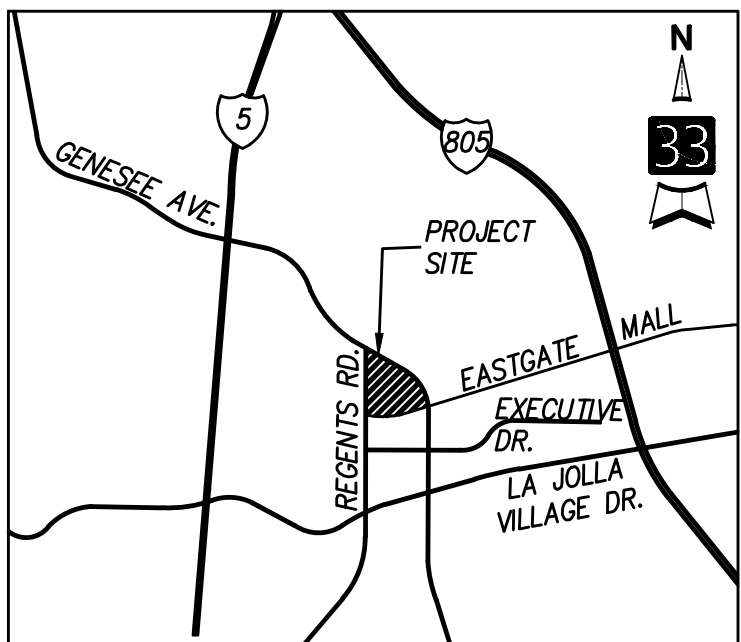 N
5
805
33
GENESEE AVE.
PROJECT
SITE
EASTGATE MALL
REGENTS RD.
EXECUTIVE
DR.
LA JOLLA
VILLAGE DR.